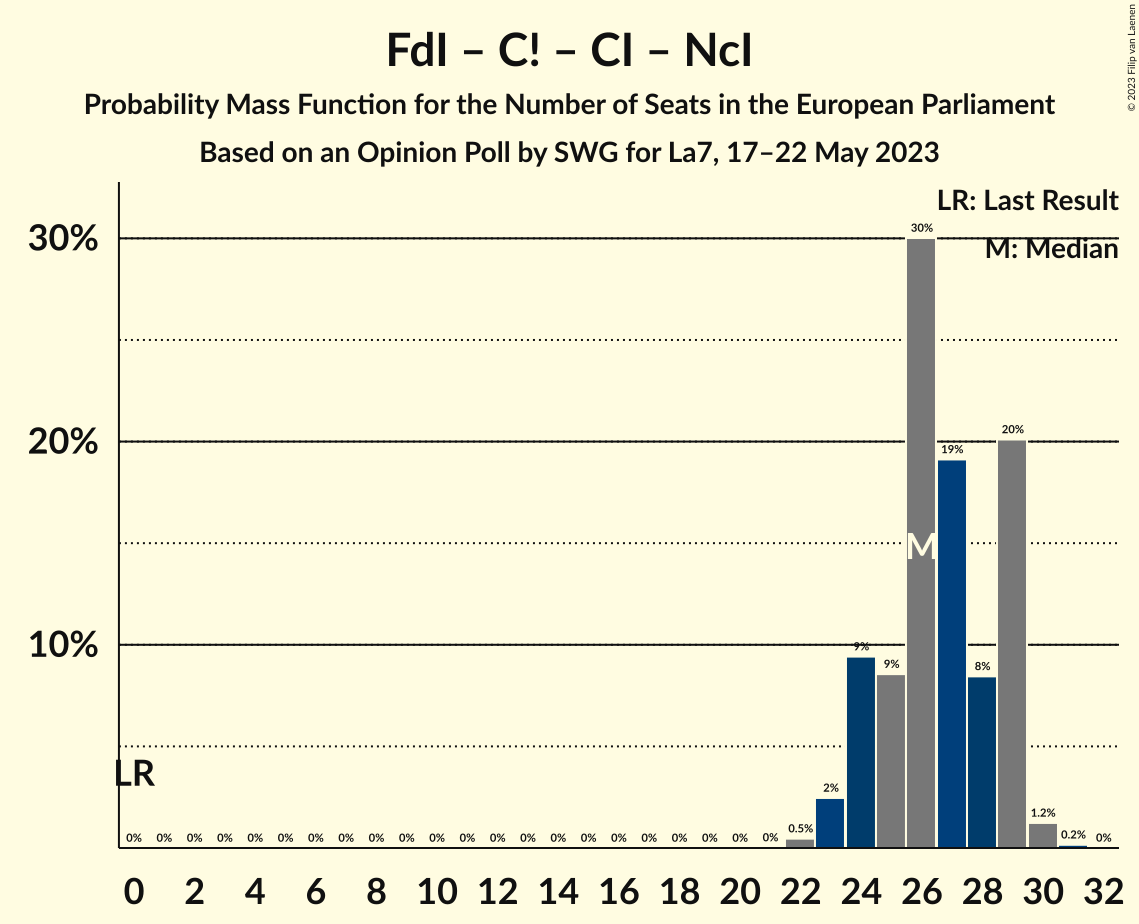 FdI – C! – CI – NcI
Probability Mass Function for the Number of Seats in the European Parliament
Based on an Opinion Poll by SWG for La7, 17–22 May 2023
© 2023 Filip van Laenen
LR: Last Result
M: Median
30%
20%
10%
30%
20%
19%
9%
9%
8%
M
LR
2%
1.2%
0.5%
0.2%
0% 0% 0% 0% 0% 0% 0% 0% 0% 0% 0% 0% 0% 0% 0% 0% 0% 0% 0% 0% 0% 0% 0%
0 2 4 6 8 10 12 14 16 18 20 22 24 26 28 30 32